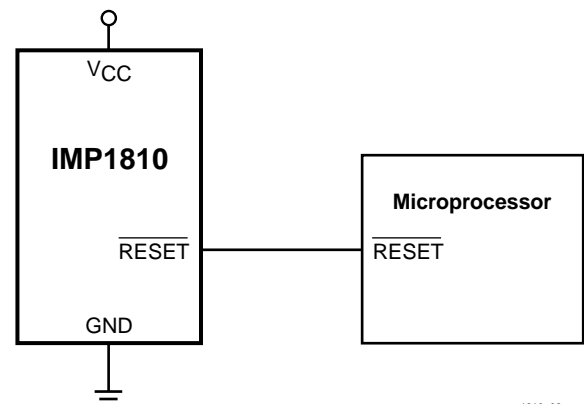 VCC
IMP1810
Microprocessor
RESET
RESET
GND